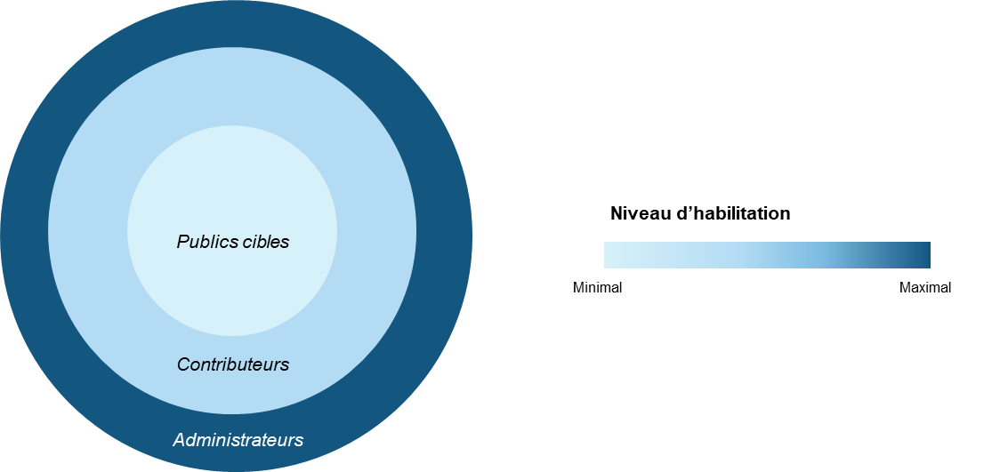 Publics cibles
Contributeurs
Administrateurs
Niveau d’habilitation
Minimal
Maximal